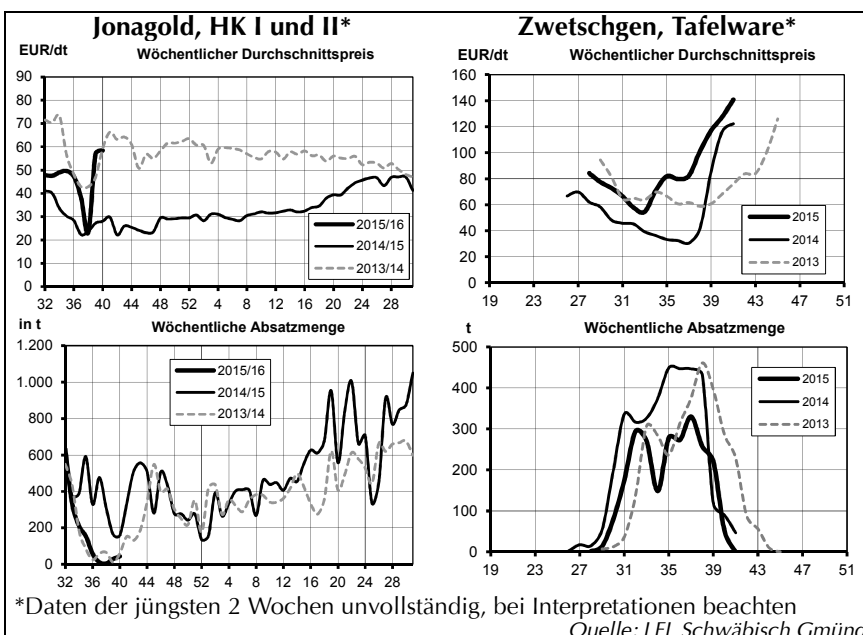 Jonagold, HK I und II*
EUR/dt
Wöchentlicher Durchschnittspreis
90
80
70
60
50
40
30
20
10
0
2015/16
2014/15
2013/14
32 36 40 44 48 52 4 8 12 16 20 24 28
in t
Wöchentliche Absatzmenge
1.200
1.000
800
600
400
200
0
2015/16
2014/15
2013/14
32 36 40 44 48 52 4 8 12 16 20 24 28
Zwetschgen, Tafelware*
EUR/dt
Wöchentlicher Durchschnittspreis
160
140
120
100
80
60
40
20
0
2015
2014
2013
19 23 27 31 35 39 43 47 51
t
Wöchentliche Absatzmenge
500
400
300
200
100
0
2015
2014
2013
19 23 27 31 35 39 43 47 51
*Daten der jüngsten 2 Wochen unvollständig, bei Interpretationen beachten
Quelle: LEL Schwäbisch Gmünd